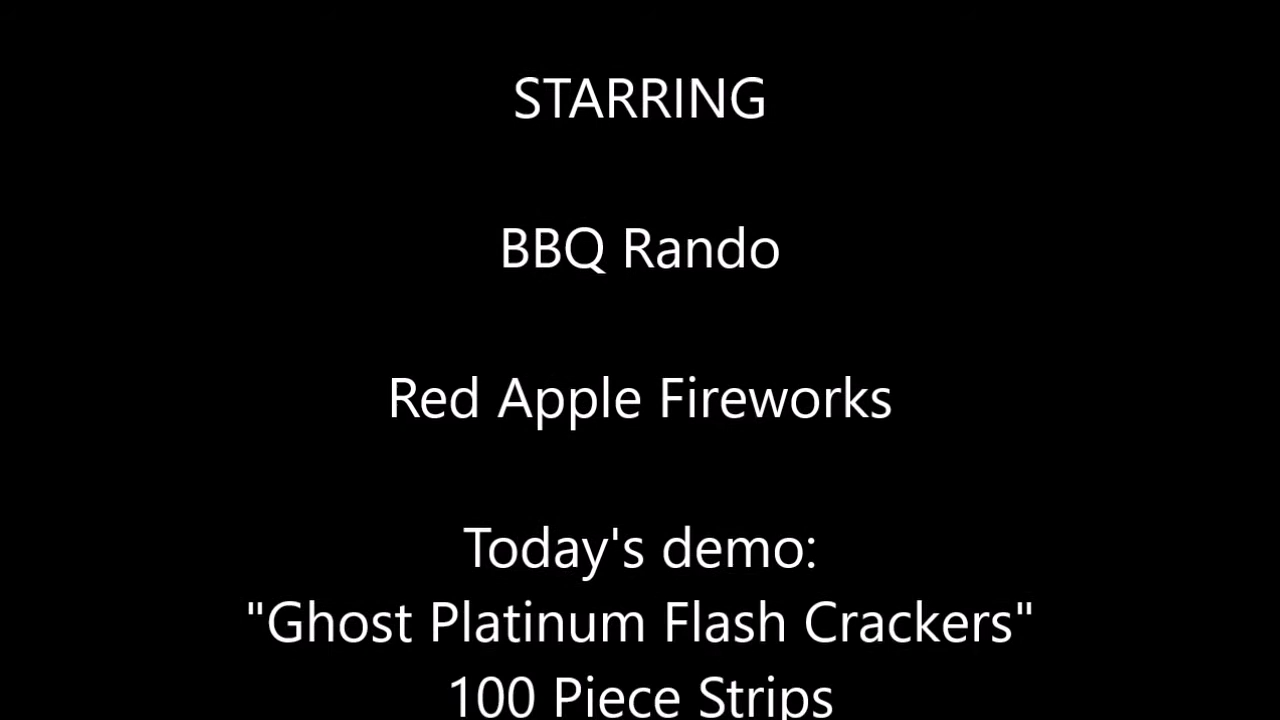 STARRING
BBQ Rando
Red Apple Fireworks
Today's demo:
"Ghost Platinum Flash Crackers"
100 Piece Strips